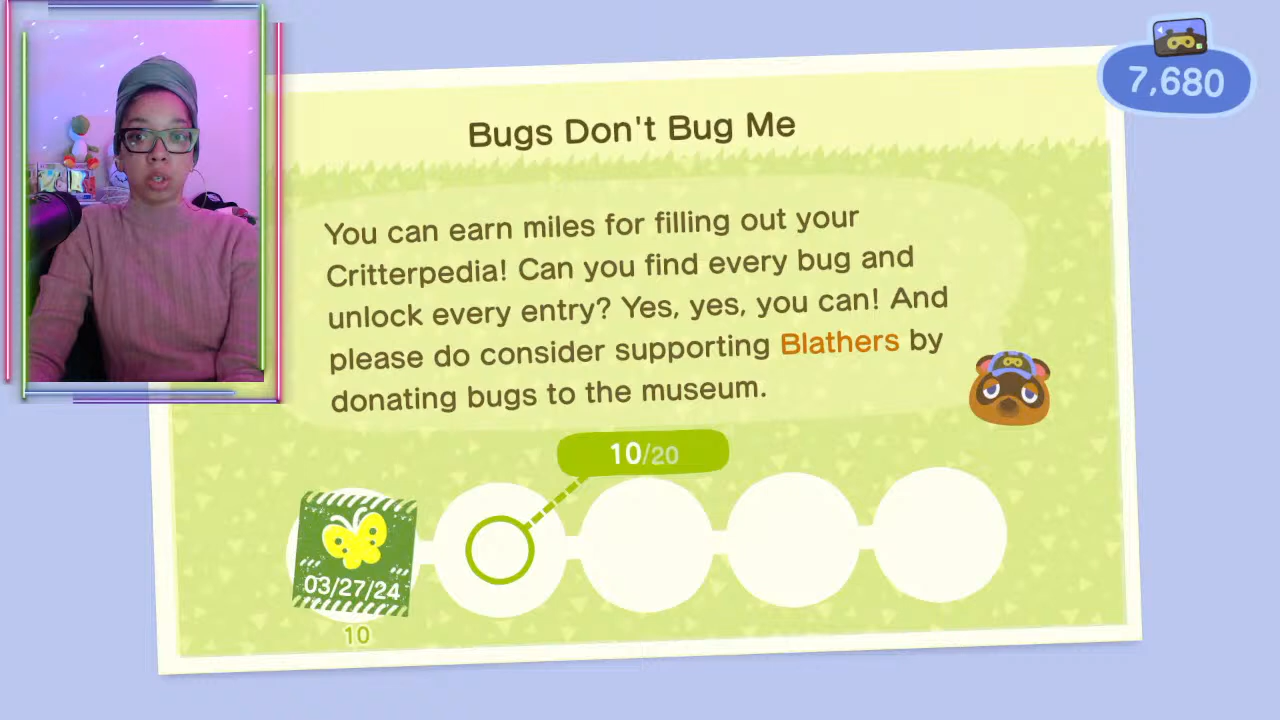 7,680
Bugs Don't Bug Me
You can earn miles for filling out your
Critterpedia! Can you find every bug and
unlock every entry? Yes, yes, you can! And
please do consider supporting Blathers by
donating bugs to the museum.
10/20
03/27/24
10